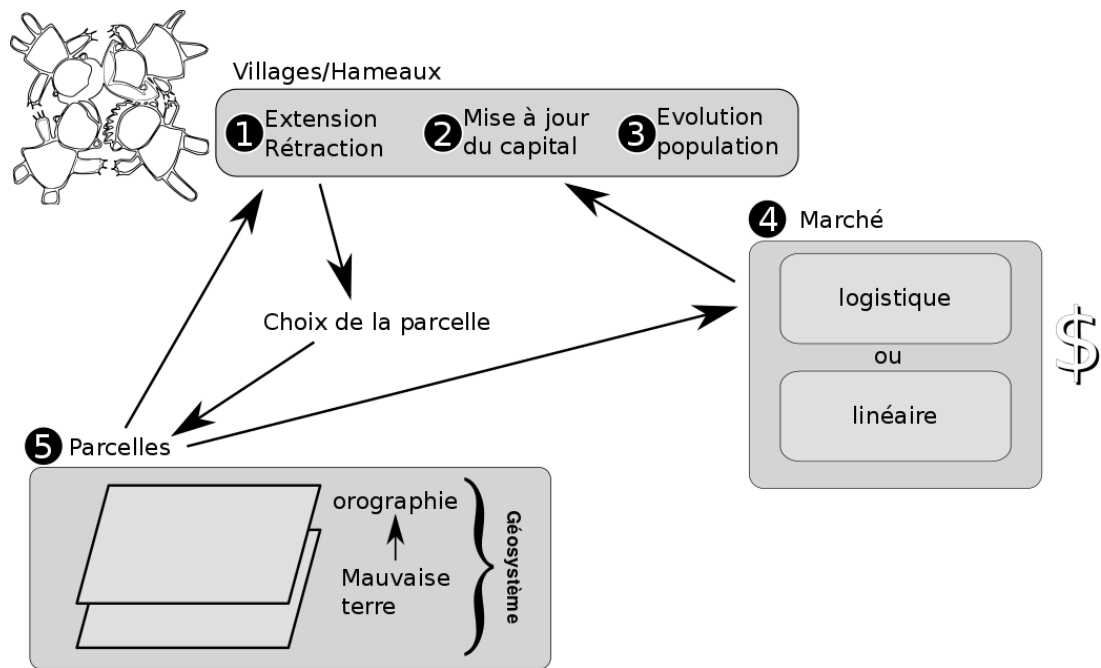 Villages/Hameaux
1 Extension
Rétraction
2 Mise à jour
du capital
3 Evolution
population
4 Marché
logistique
ou
linéaire
$
Choix de la parcelle
5 Parcelles
orographie
Mauvaise
terre
Géosystème